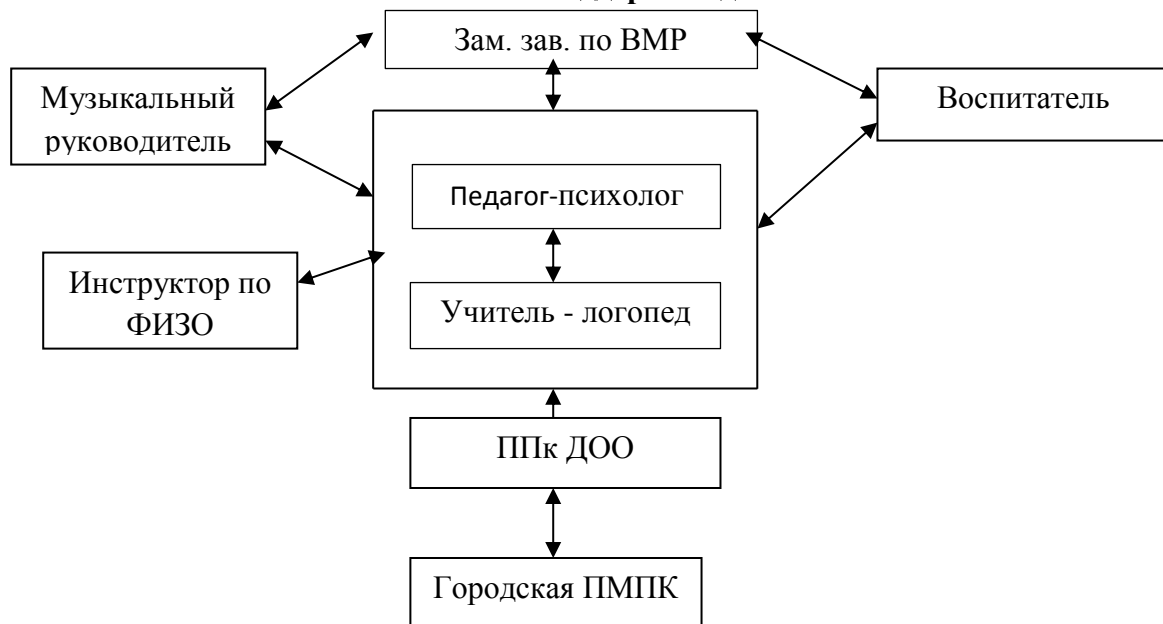 Зам. зав. по ВМР
Музыкальный
руководитель
Воспитатель
Педагог-психолог
Инструктор по
ФИЗО
Учитель - логопед
ППк ДОО
Городская ПМПК